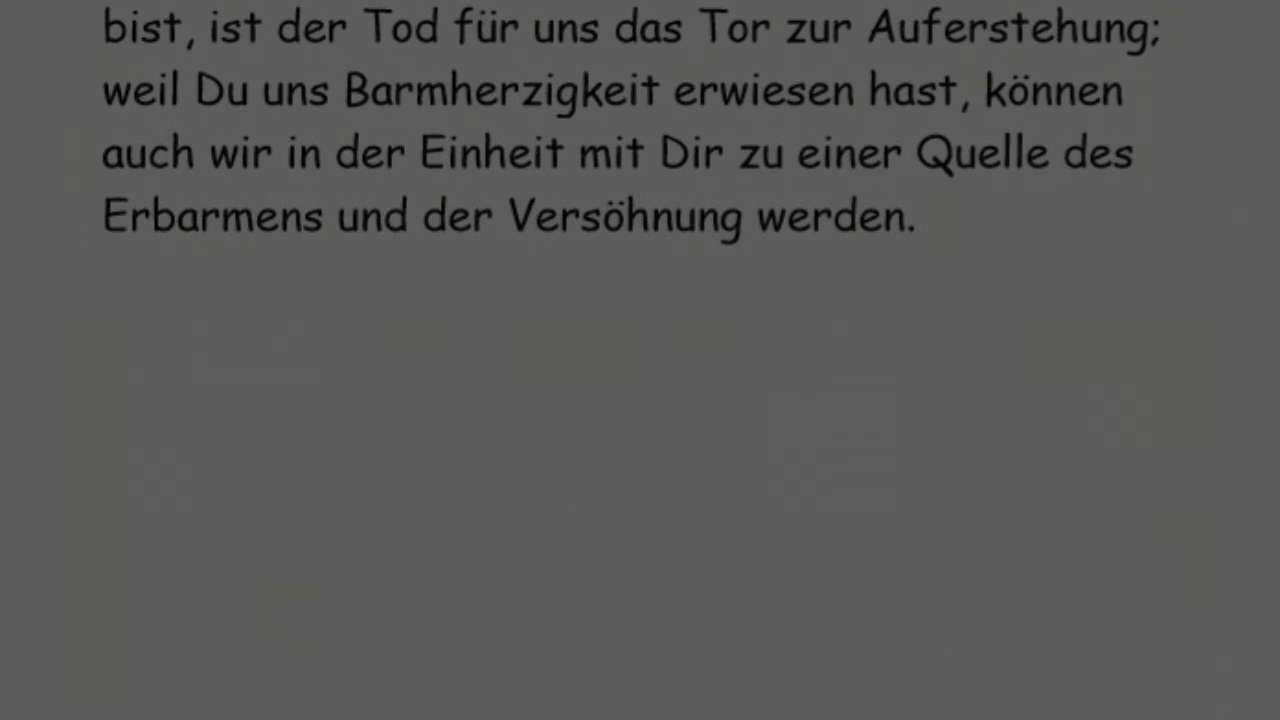 bist, ist der Tod für uns das Tor zur Auferstehung;
weil Du uns Barmherzigkeit erwiesen hast, können
auch wir in der Einheit mit Dir zu einer Quelle des
Erbarmens und der Versöhnung werden.